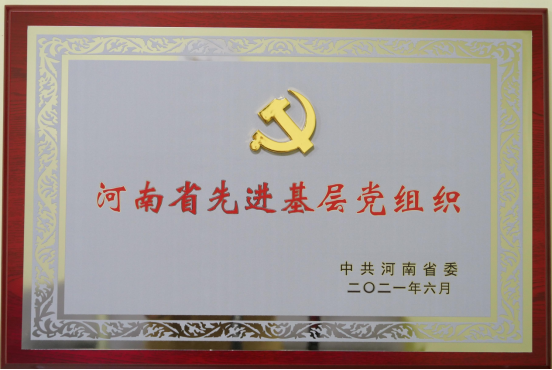 河南省先进基层党组织
中共河南省委
二〇二一年六月